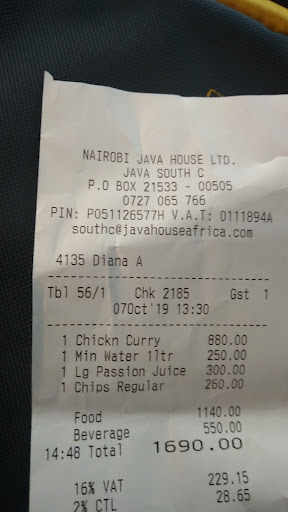 NAIROBI JAVA HOUSE LTD.
JAVA SOUTH C
P.O BOX 21533 - 00505
0727 065 766
PIN: P051126577H V.A.T: 0111894A
southc@javahouseafrica.com
4135 Diana A
Tbl 56/1 Chk 2185 Gst 1
07Oct'19 13:30
1 Chickn Curry 880.00
1 Min Water 1ltr 250.00
1 Lg Passion Juice 300.00
1 Chips Regular 260.00
Food 1140.00
Beverage 550.00
14:48 Total 1690.00
16% VAT 229.15
2% CTL 28.65